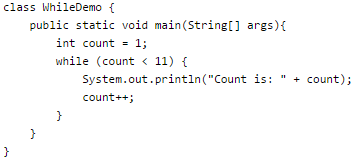 class WhileDemo {
    public static void main(String[] args){
        int count = 1;
        while (count < 11) {
            System.out.println("Count is: " + count);
            count++;
        }
    }
}